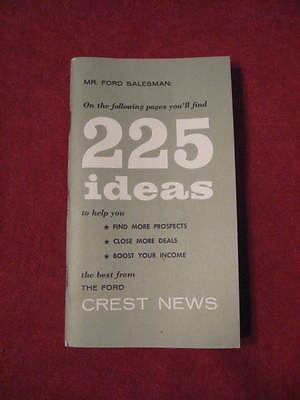 MR. FORD SALESMAN:
On the following pages you'll find
225
ideas
to help you
★ FIND MORE PROSPECTS
★ CLOSE MORE DEALS
★ BOOST YOUR INCOME
the best from
THE FORD
CREST NEWS